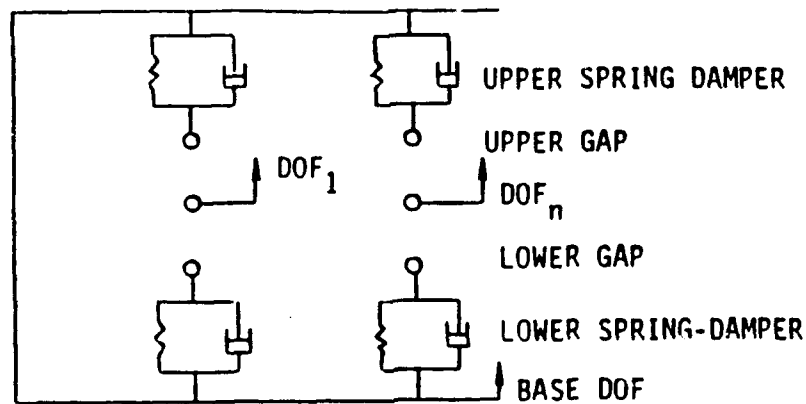 UPPER SPRING DAMPER
UPPER GAP
DOF1
DOFn
LOWER GAP
LOWER SPRING-DAMPER
BASE DOF